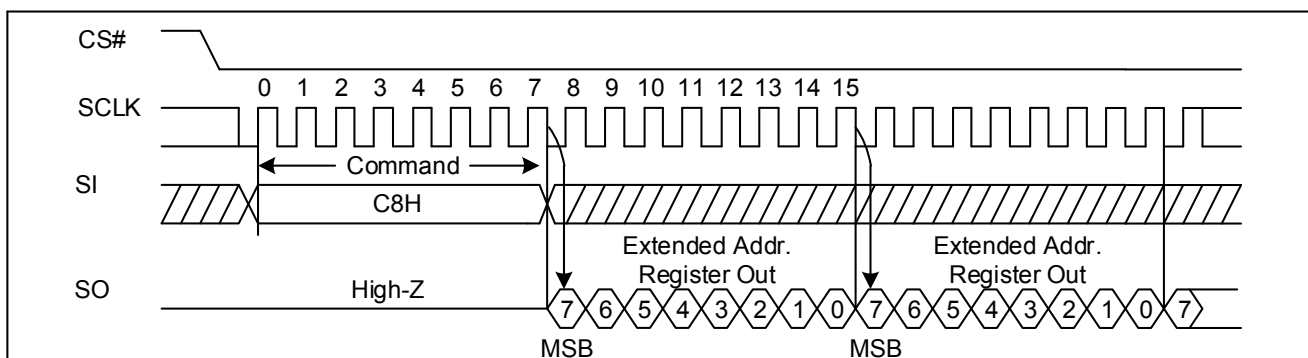 CS#
0 1 2 3 4 5 6 7 8 9 10 11 12 13 14 15
SCLK
Command
SI
C8H
Extended Addr.
Register Out
Extended Addr.
Register Out
SO
High-Z
7 6 5 4 3 2 1 0 7 6 5 4 3 2 1 0 7
MSB
MSB